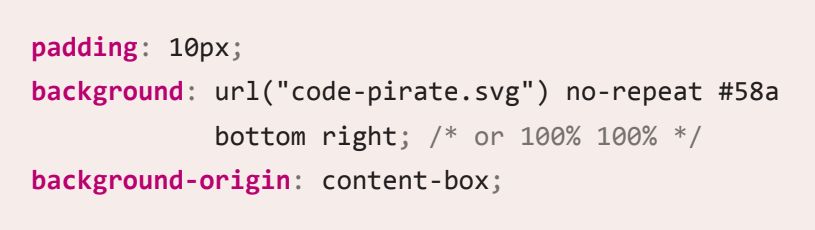 padding: 10px;
background: url("code-pirate.svg") no-repeat #58a
bottom right; /* or 100% 100% */
background-origin: content-box;